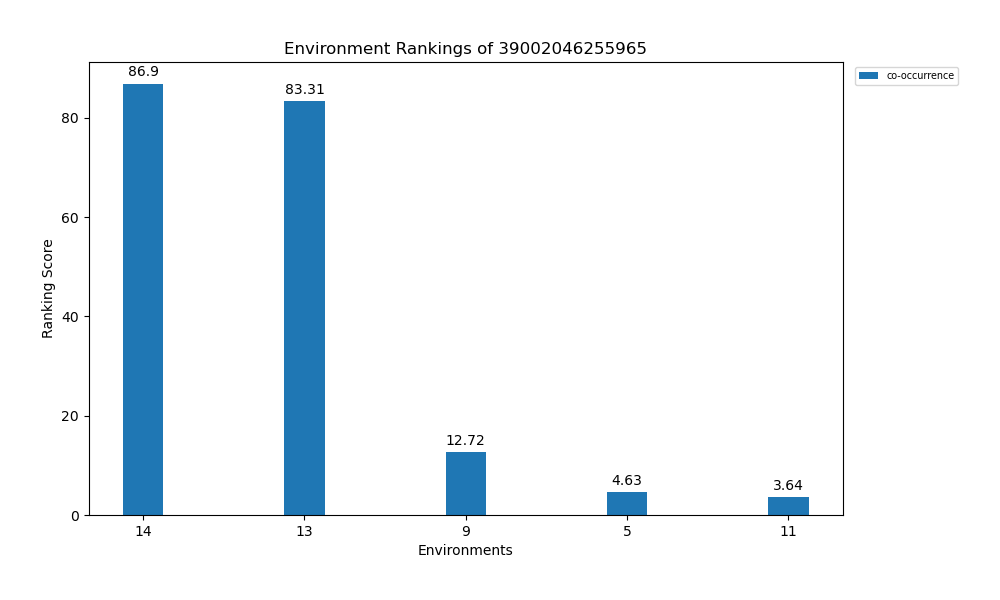 Environment Rankings of 39002046255965
co-occurrence
86.9
83.31
12.72
4.63
3.64
Ranking Score
80
60
40
20
0
14 13 9 5 11
Environments